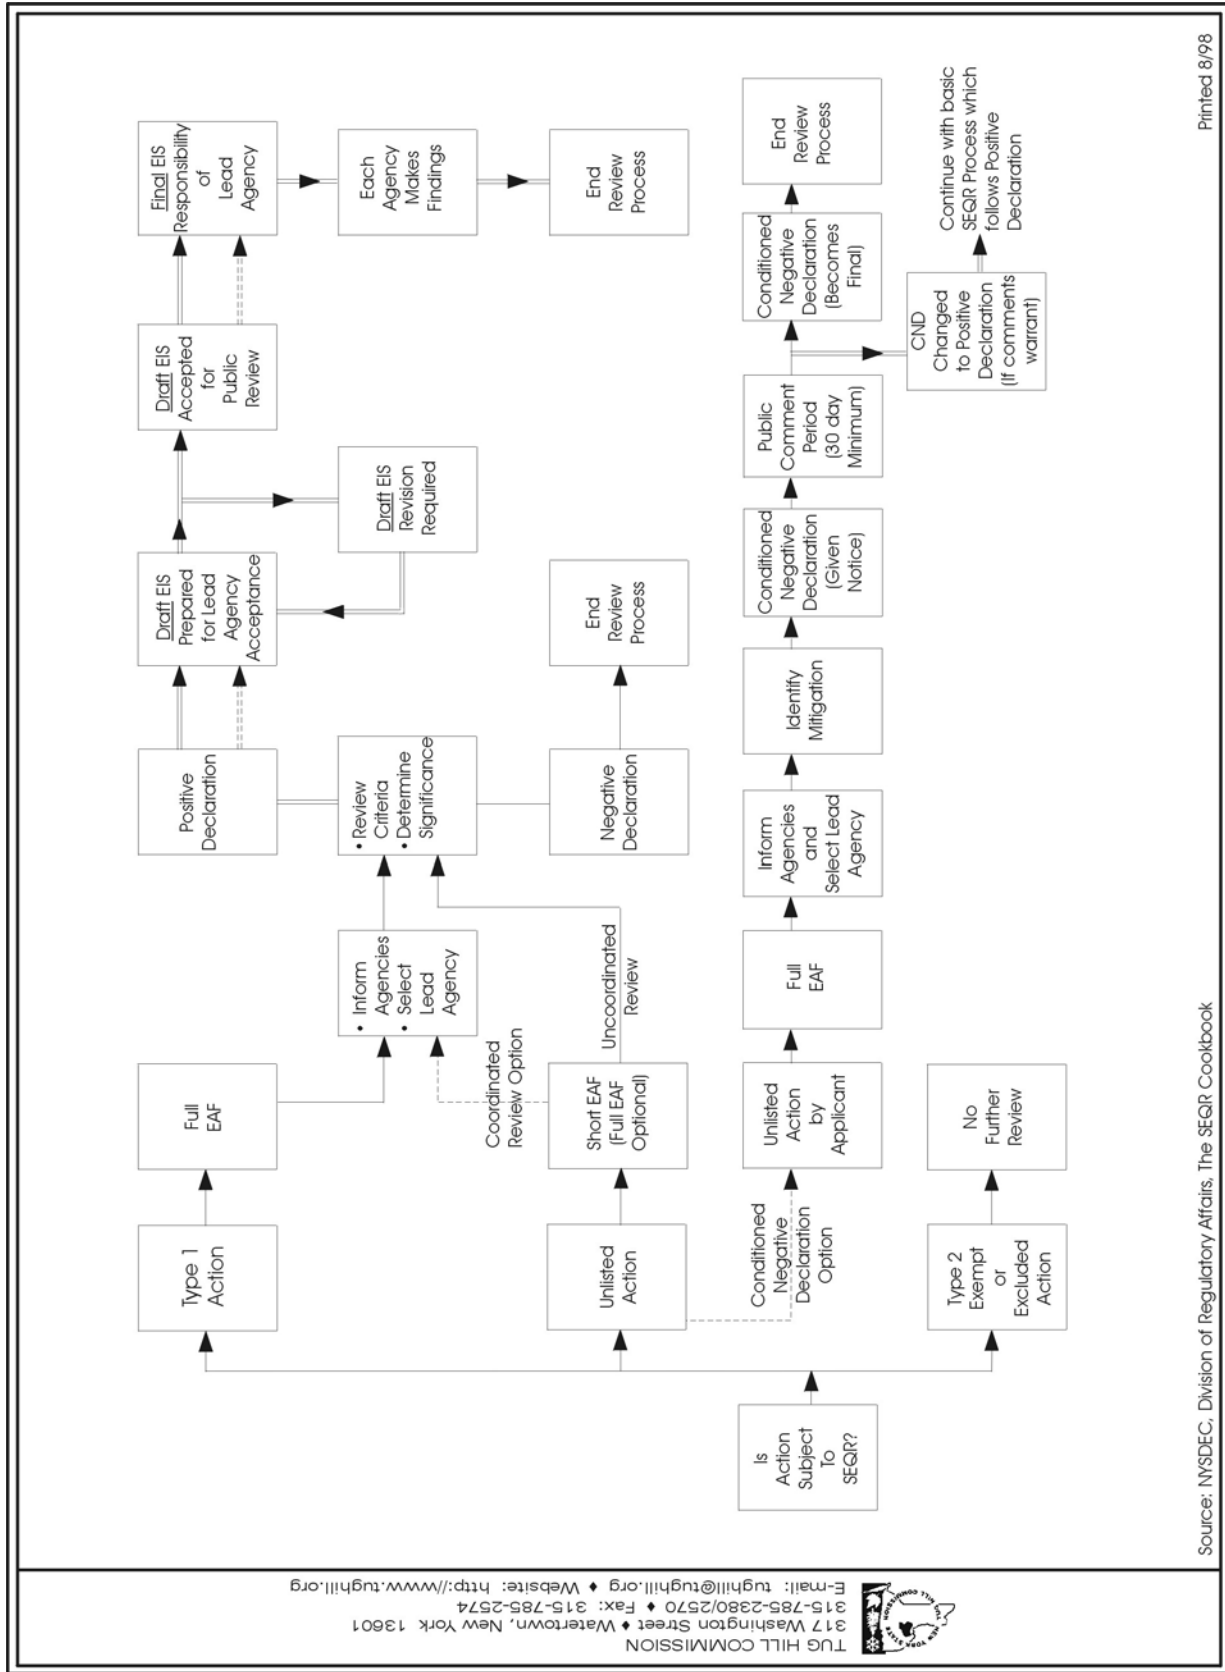 TUG HILL COMMISSION
317 Washington Street ♦ Watertown, New York 13601
315-785-2380/2570 ♦ Fax: 315-785-2574
E-mail: tughill@tughill.org ♦ Website: http://www.tughill.org
NEW YORK STATE
TUG HILL COMMISSION
Is
Action
Subject
To
SEQR?
Type 1
Action
Full
EAF
• Inform
Agencies
• Select
Lead
Agency
• Review
Criteria
• Determine
Significance
Positive
Declaration
Draft EIS
Prepared
for Lead
Agency
Acceptance
Draft EIS
Revision
Required
Draft EIS
Accepted
for
Public
Review
Final EIS
Responsibility
of
Lead
Agency
Each
Agency
Makes
Findings
End
Review
Process
Unlisted
Action
Short EAF
(Full EAF
Optional)
Coordinated
Review Option
Uncoordinated
Review
Negative
Declaration
End
Review
Process
Conditioned
Negative
Declaration
Option
Unlisted
Action
by
Applicant
Full
EAF
Inform
Agencies
and
Select Lead
Agency
Identify
Mitigation
Conditioned
Negative
Declaration
(Given
Notice)
Public
Comment
Period
(30 day
Minimum)
Conditioned
Negative
Declaration
(Becomes
Final)
End
Review
Process
CND
Changed
to Positive
Declaration
(If comments
warrant)
Continue with basic
SEQR Process which
follows Positive
Declaration
Type 2
Exempt
or
Excluded
Action
No
Further
Review
Source: NYSDEC, Division of Regulatory Affairs, The SEQR Cookbook
Printed 8/98